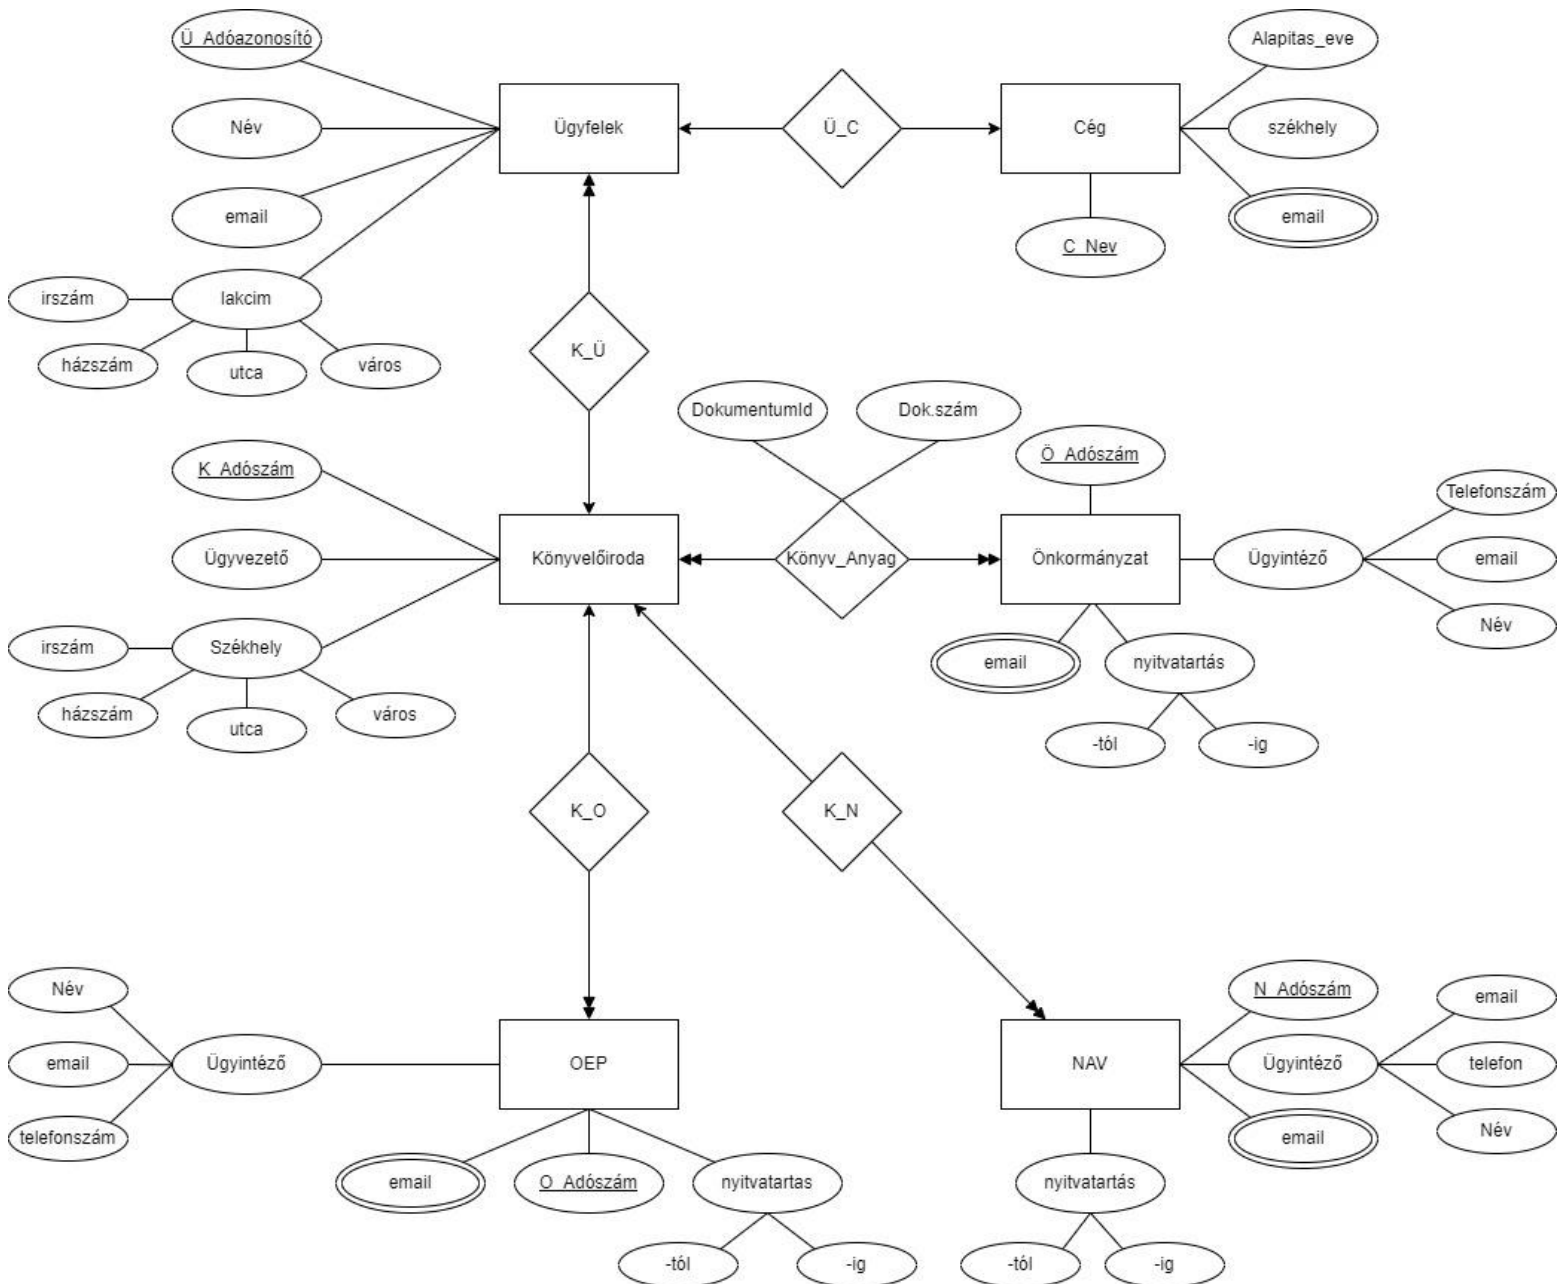 Ü_Adóazonosító
Alapitas_eve
Név
Ügyfelek
Ü_C
Cég
székhely
email
email
C_Nev
irszám
lakcim
házszám
utca
város
K_Ü
DokumentumId
Dok.szám
Ö_Adószám
K_Adószám
Telefonszám
Ügyvezető
Könyvelőiroda
Könyv_Anyag
Önkormányzat
Ügyintéző
email
Név
irszám
Székhely
email
nyitvatartás
házszám
utca
város
-tól
-ig
K_O
K_N
Név
N_Adószám
email
email
Ügyintéző
OEP
NAV
Ügyintéző
telefon
telefonszám
email
Név
email
O_Adószám
nyitvatartas
nyitvatartás
-tól
-ig
-tól
-ig